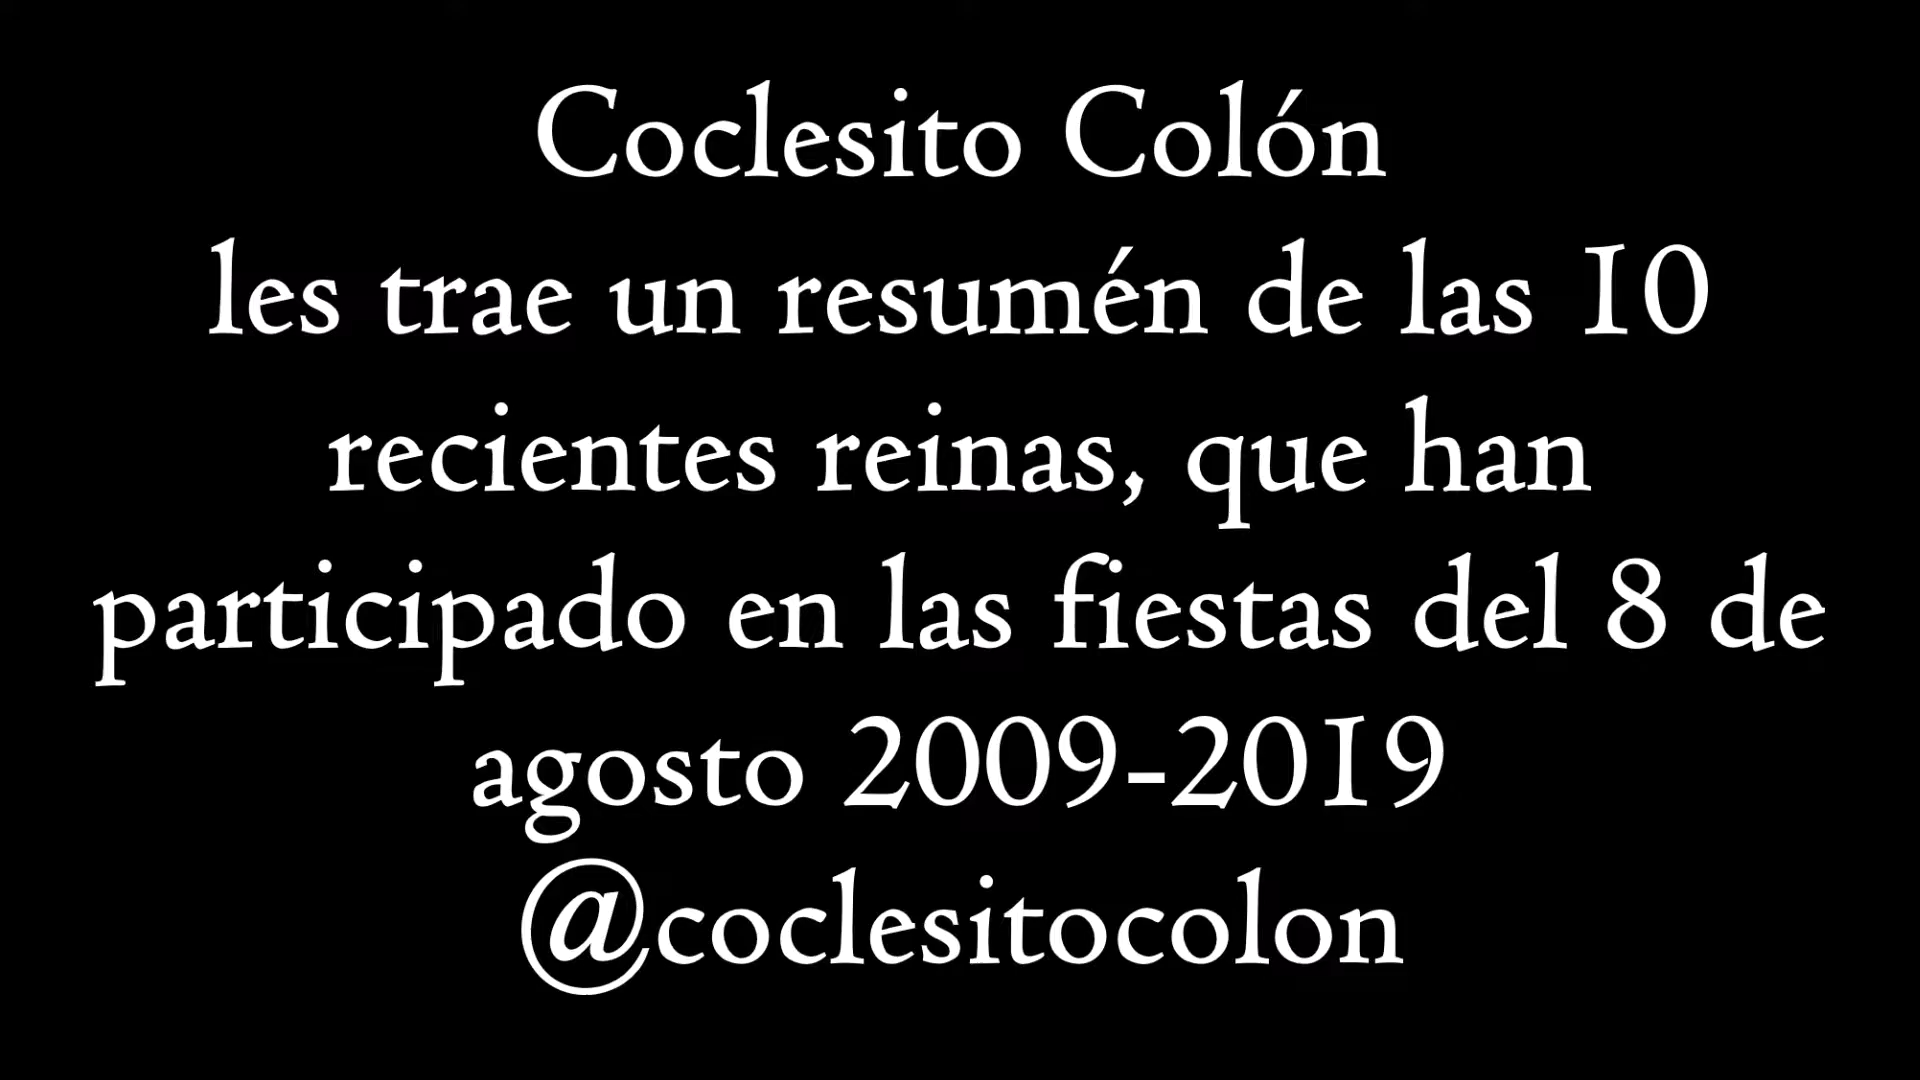 Coclesito Colón
les trae un resumén de las 10
recientes reinas, que han
participado en las fiestas del 8 de
agosto 2009-2019
@coclesitocolon